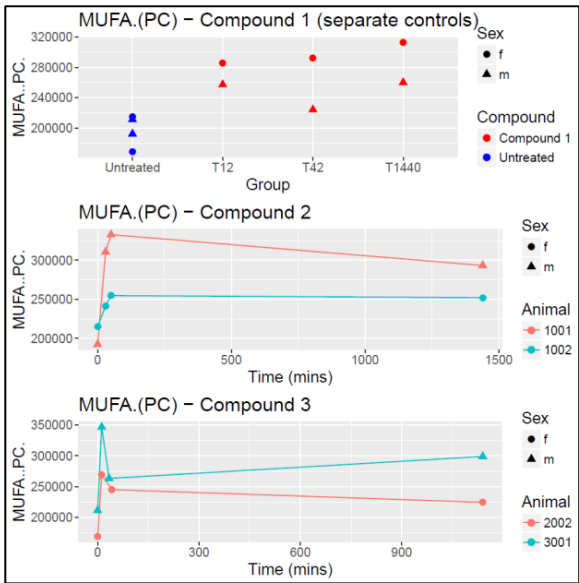 MUFA.(PC) − Compound 1 (separate controls)
320000
280000
240000
200000
MUFA..PC.
Untreated
T12
T42
T1440
Group
Sex
f
m
Compound
Compound 1
Untreated
MUFA.(PC) − Compound 2
300000
250000
200000
MUFA..PC.
0
500
1000
1500
Time (mins)
Sex
f
m
Animal
1001
1002
MUFA.(PC) − Compound 3
350000
300000
250000
200000
MUFA..PC.
0
300
600
900
Time (mins)
Sex
f
m
Animal
2002
3001